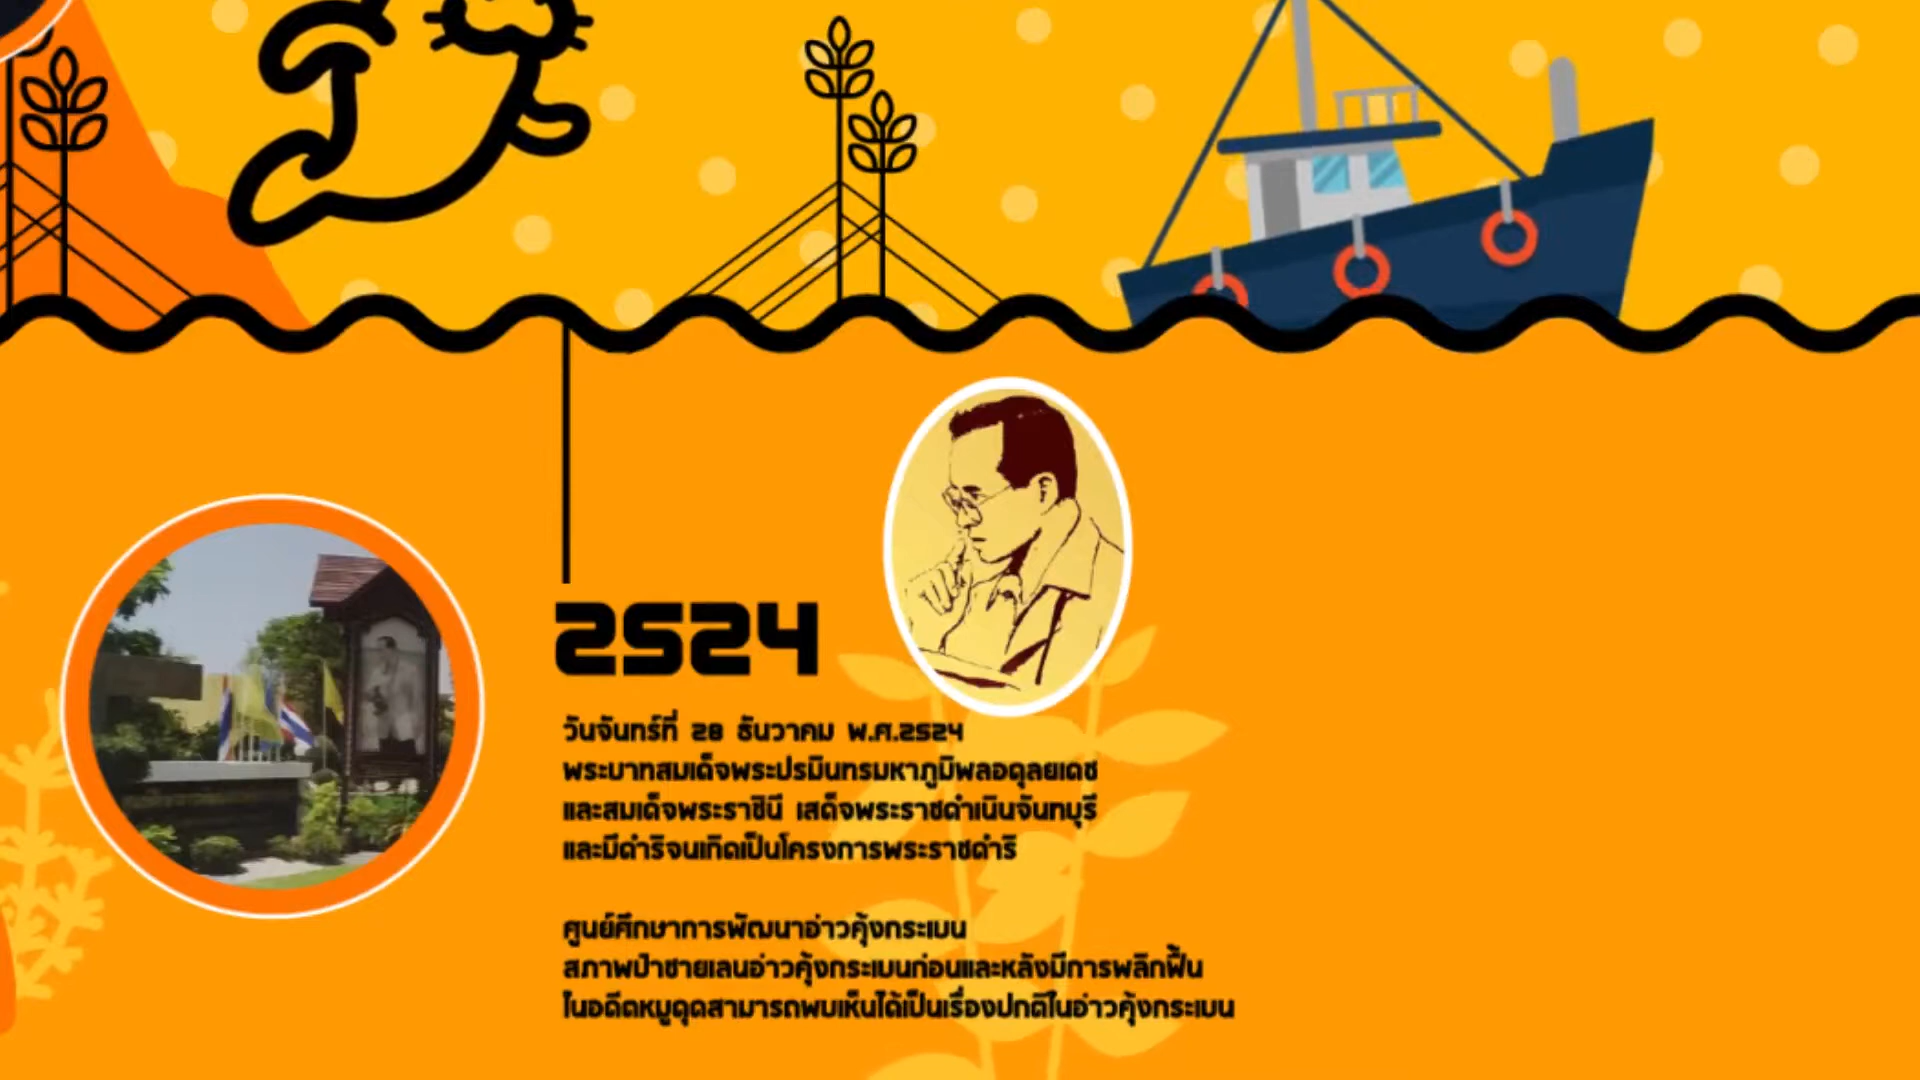 2524
วันจันทร์ที่ 28 ธันวาคม พ.ศ.2524
พระบาทสมเด็จพระปรมินทรมหาภูมิพลอดุลยเดช
และสมเด็จพระราชินี เสด็จพระราชดำเนินจันทบุรี
และมีดำริจนเกิดเป็นโครงการพระราชดำริ
ศูนย์ศึกษาการพัฒนาอ่าวคุ้งกระเบน
สภาพป่าชายเลนอ่าวคุ้งกระเบนก่อนและหลังมีการพลิกฟื้น
ในอดีตหมูดุดสามารถพบเห็นได้เป็นเรื่องปกติในอ่าวคุ้งกระเบน